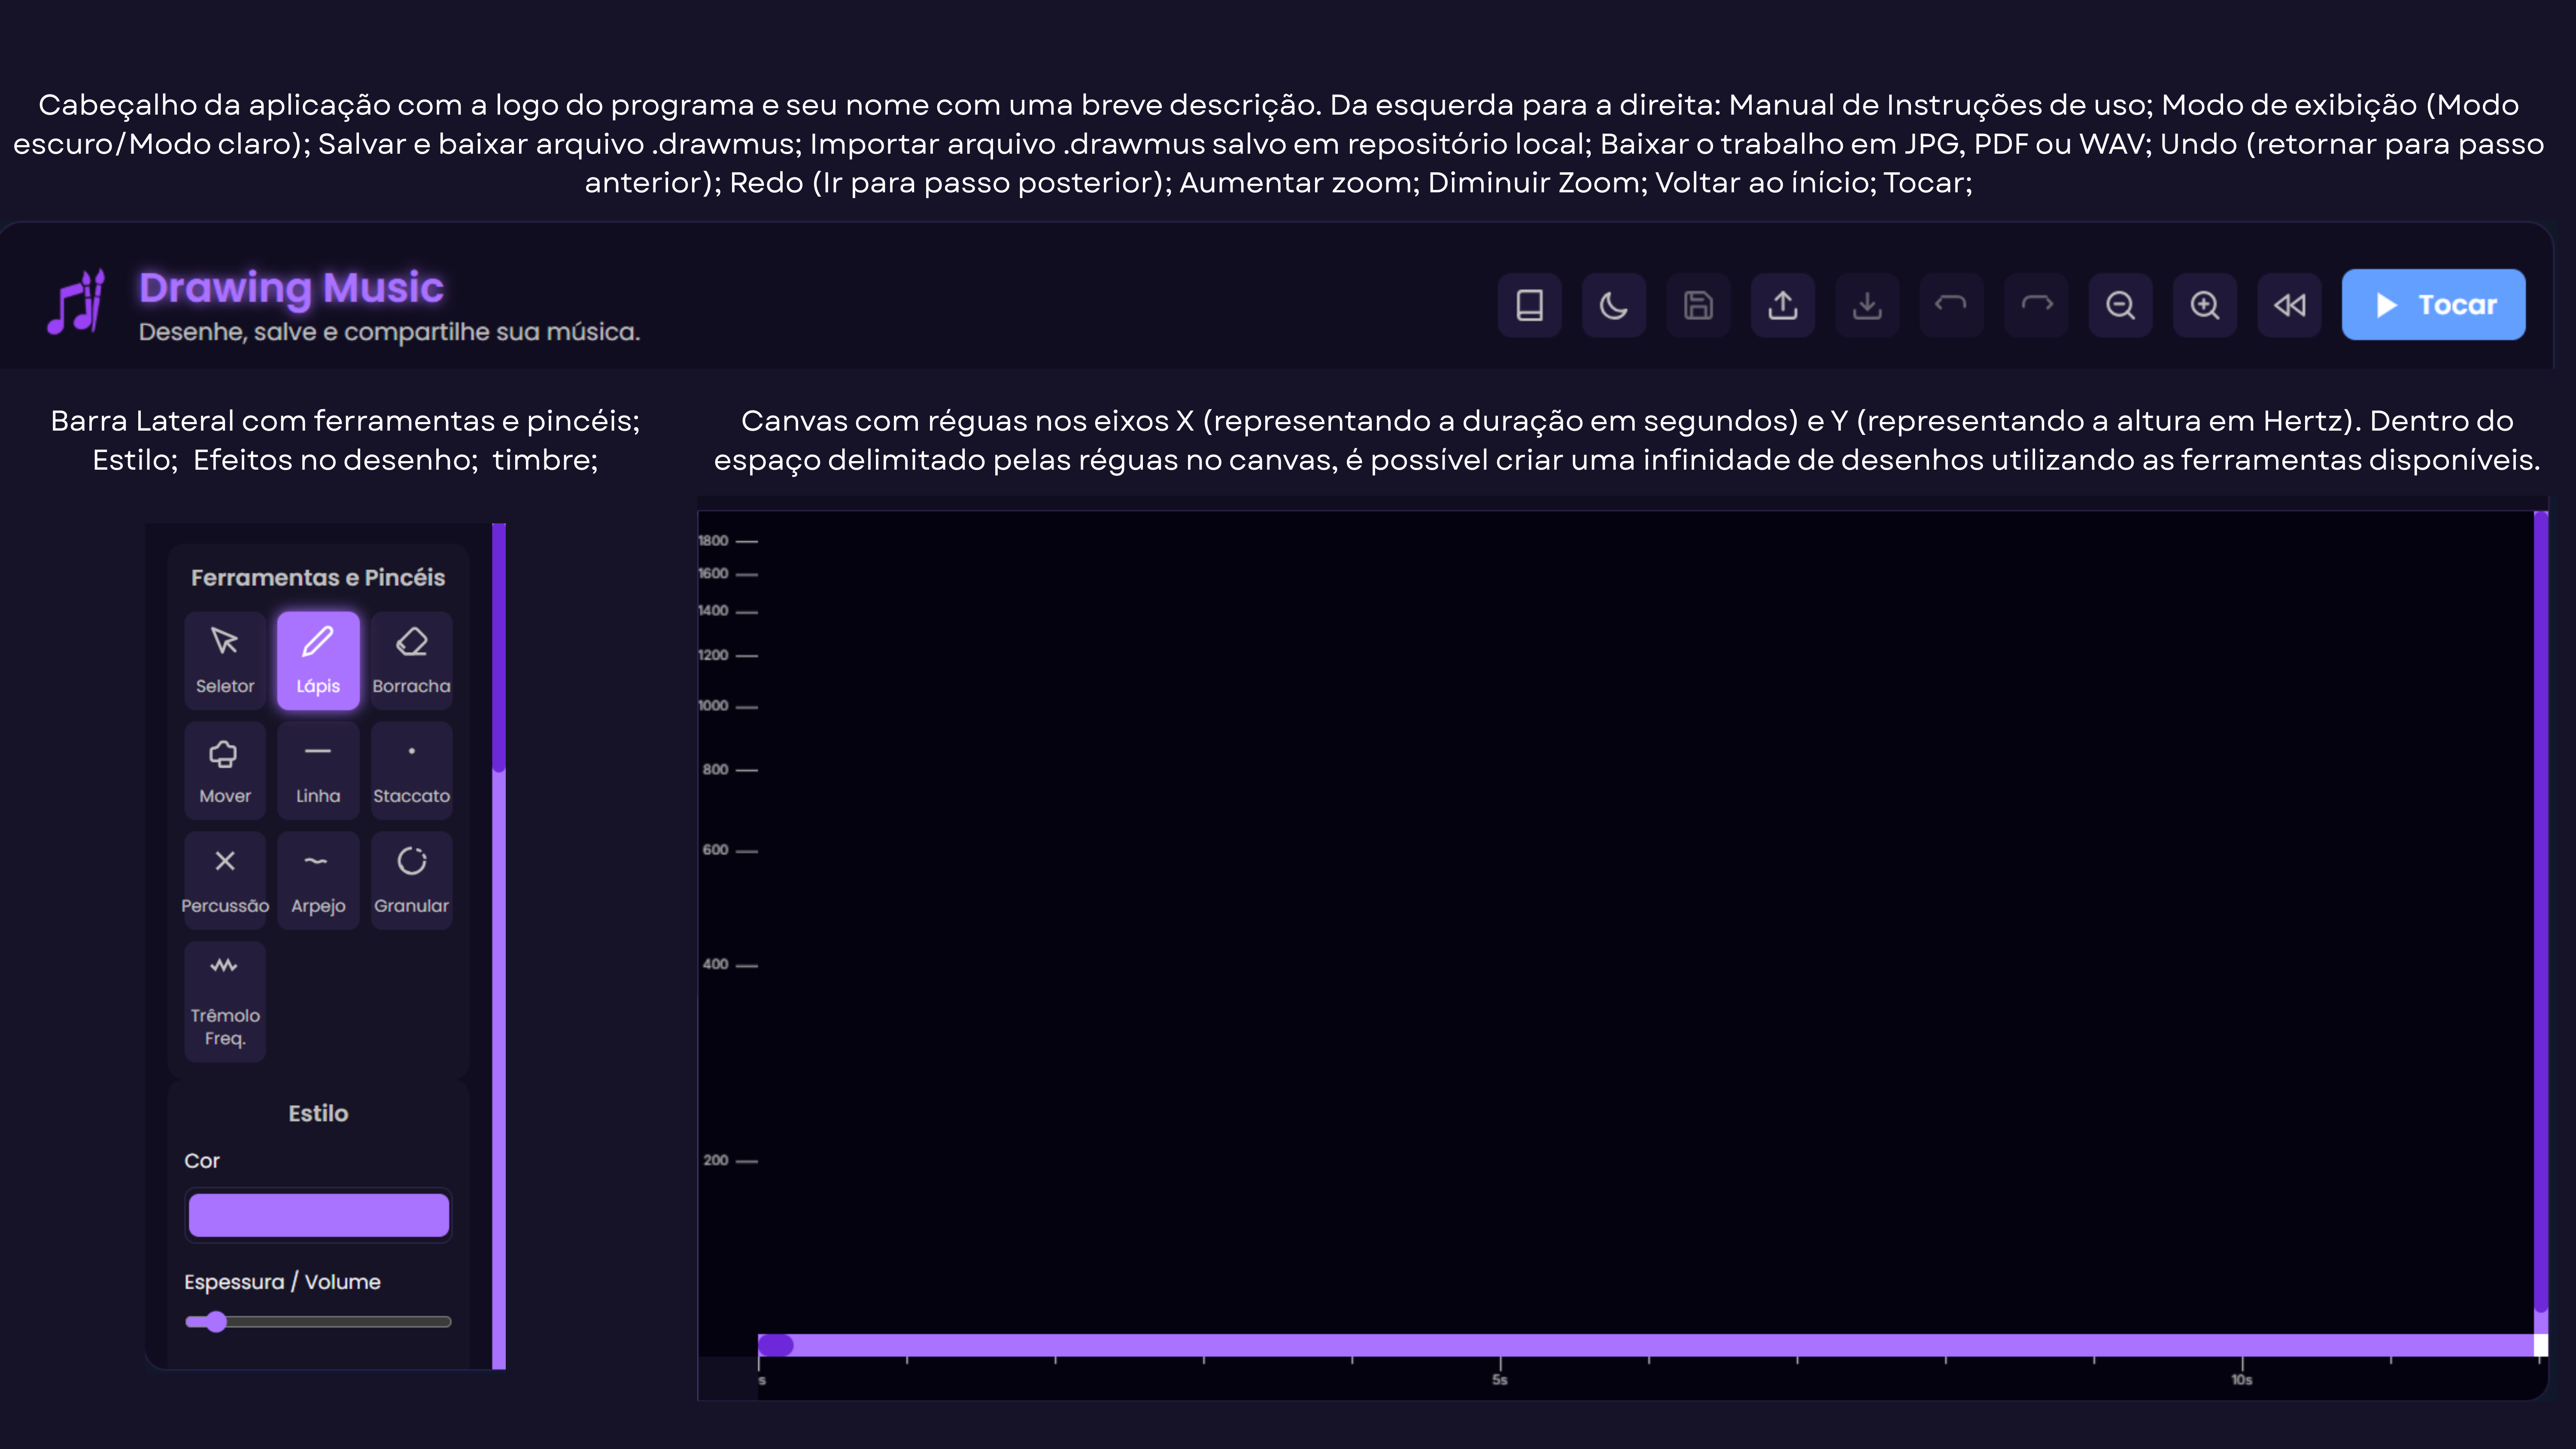 Cabeçalho da aplicação com a logo do programa e seu nome com uma breve descrição. Da esquerda para a direita: Manual de Instruções de uso; Modo de exibição (Modo
escuro/Modo claro); Salvar e baixar arquivo .drawmus; Importar arquivo .drawmus salvo em repositório local; Baixar o trabalho em JPG, PDF ou WAV; Undo (retornar para passo
anterior); Redo (Ir para passo posterior); Aumentar zoom; Diminuir Zoom; Voltar ao ínício; Tocar;
Drawing Music
Desenhe, salve e compartilhe sua música.
Tocar
Barra Lateral com ferramentas e pincéis;
Estilo; Efeitos no desenho; timbre;
Ferramentas e Pincéis
Seletor
Lápis
Borracha
Mover
Linha
Staccato
Percussão
Arpejo
Granular
Trêmolo
Freq.
Estilo
Cor
Espessura / Volume
Canvas com réguas nos eixos X (representando a duração em segundos) e Y (representando a altura em Hertz). Dentro do
espaço delimitado pelas réguas no canvas, é possível criar uma infinidade de desenhos utilizando as ferramentas disponíveis.
1800
1600
1400
1200
1000
800
600
400
200
s
5s
10s